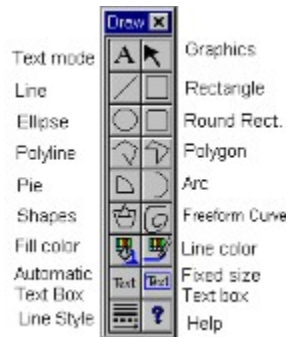 Draw
Text mode A Graphics
Line Rectangle
Ellipse Round Rect.
Polyline Polygon
Pie Arc
Shapes Freeform Curve
Fill color Line color
Automatic Text Box Text Text Fixed size Text box
Line Style ? Help